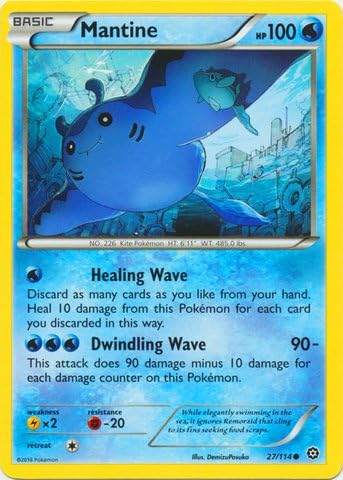 BASIC
Mantine
HP100
NO. 226 Kite Pokémon HT: 6'11" WT: 485.0 lbs.
Healing Wave
Discard as many cards as you like from your hand.
Heal 10 damage from this Pokémon for each card
you discarded in this way.
Dwindling Wave 90-
This attack does 90 damage minus 10 damage for
each damage counter on this Pokémon.
weakness
×2
resistance
-20
retreat
While elegantly swimming in the
sea, it ignores Remoraid that cling
to its fins seeking food scraps.
Illus. DemizuPosuka
27/114
©2016 Pokémon